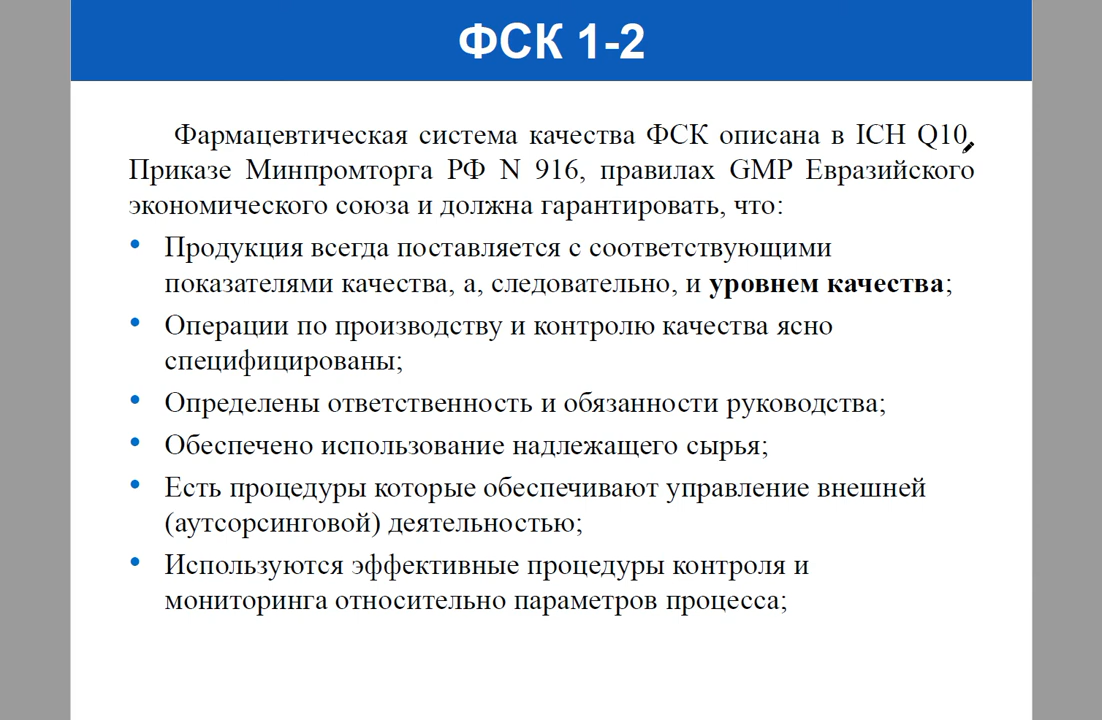 ФСК 1-2
Фармацевтическая система качества ФСК описана в ICH Q10,
Приказе Минпромторга РФ N 916, правилах GMP Евразийского
экономического союза и должна гарантировать, что:
• Продукция всегда поставляется с соответствующими
показателями качества, а, следовательно, и уровнем качества;
• Операции по производству и контролю качества ясно
специфицированы;
• Определены ответственность и обязанности руководства;
• Обеспечено использование надлежащего сырья;
• Есть процедуры которые обеспечивают управление внешней
(аутсорсинговой) деятельностью;
• Используются эффективные процедуры контроля и
мониторинга относительно параметров процесса;